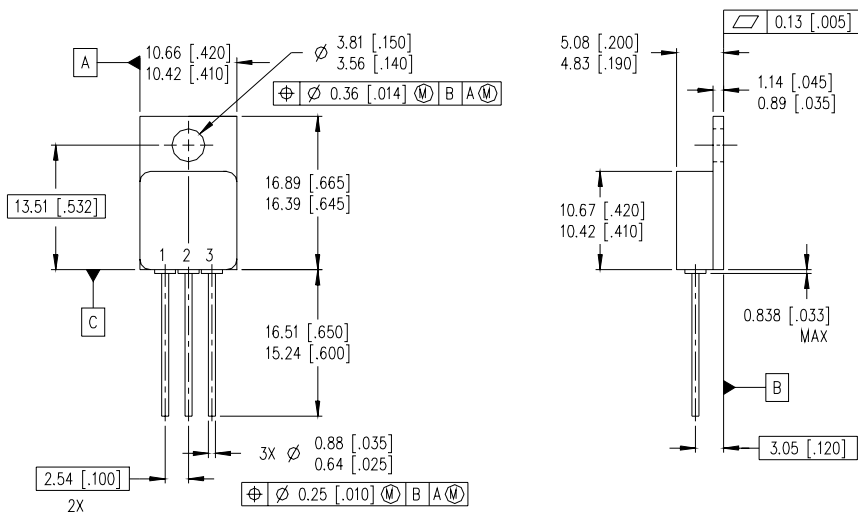 A
10.66 [.420]
10.42 [.410]
Ø 3.81 [.150]
3.56 [.140]
⌖ Ø 0.36 [.014] Ⓜ B A Ⓜ
13.51 [.532]
16.89 [.665]
16.39 [.645]
1 2 3
C
16.51 [.650]
15.24 [.600]
3X Ø 0.88 [.035]
0.64 [.025]
2.54 [.100]
2X
⌖ Ø 0.25 [.010] Ⓜ B A Ⓜ
⏥ 0.13 [.005]
5.08 [.200]
4.83 [.190]
1.14 [.045]
0.89 [.035]
10.67 [.420]
10.42 [.410]
0.838 [.033]
MAX
B
3.05 [.120]